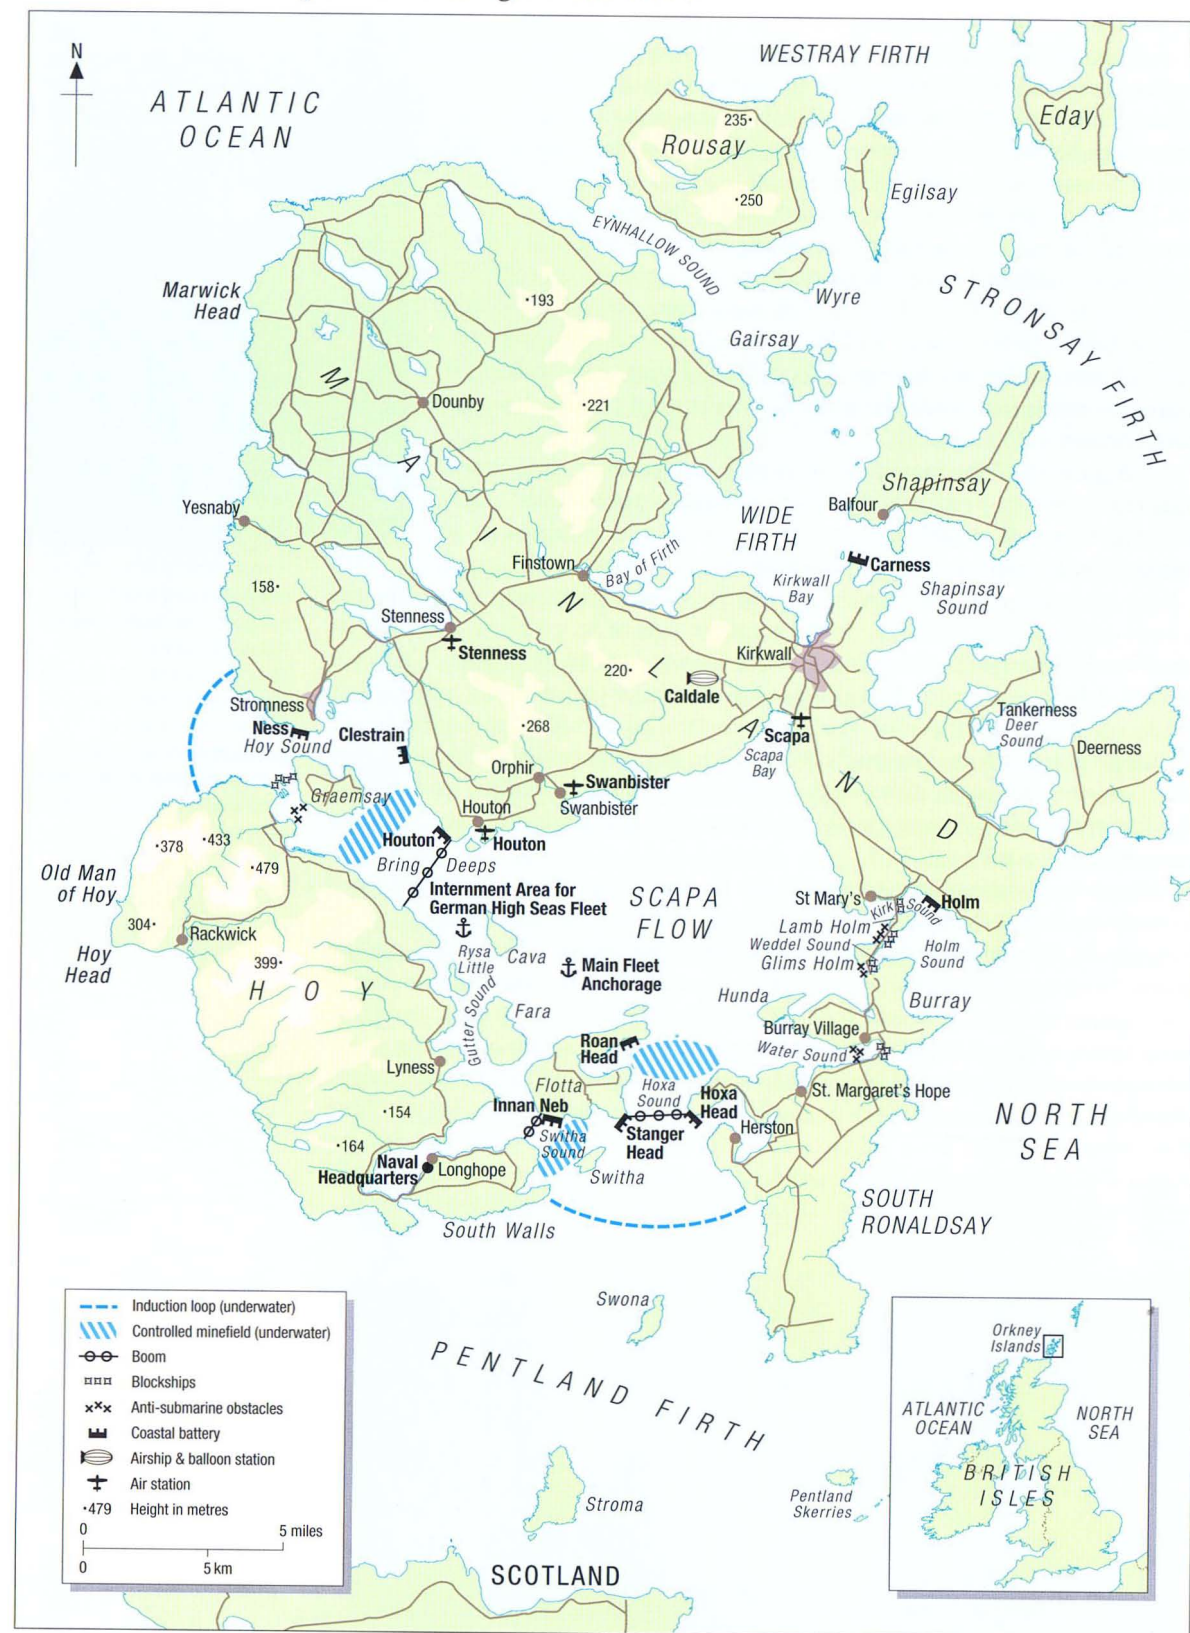 N
ATLANTIC
OCEAN
WESTRAY FIRTH
235
Rousay
250
Eday
Egilsay
EYNHALLOW SOUND
Wyre
STRONSAY FIRTH
Marwick
Head
193
Gairsay
MAINLAND
Dounby
221
Yesnaby
Shapinsay
Balfour
WIDE
FIRTH
Finstown
Bay of Firth
Carness
Kirkwall
Bay
Shapinsay
Sound
158
Stenness
Stenness
Kirkwall
220
Caldale
Stromness
Ness
Hoy Sound
Clestrain
268
Scapa
Scapa
Bay
Tankerness
Deer
Sound
Deerness
Orphir
Swanbister
Swanbister
Graemsay
Houton
Houton
Houton
Bring Deeps
378
433
479
Old Man
of Hoy
304
Rackwick
Hoy
Head
399
HOY
Internment Area for
German High Seas Fleet
SCAPA
FLOW
St Mary's
Kirk Sound
Holm
Lamb Holm
Weddel Sound
Glims Holm
Holm
Sound
Rysa
Little
Cava
Main Fleet
Anchorage
Gutter Sound
Fara
Hunda
Burray
Burray Village
Water Sound
Roan
Head
Lyness
Flotta
Hoxa
Sound
Hoxa
Head
St. Margaret's Hope
154
Innan Neb
Switha
Sound
Stanger
Head
Herston
NORTH
SEA
164
Naval
Headquarters
Longhope
Switha
South Walls
SOUTH
RONALDSAY
Swona
PENTLAND FIRTH
Stroma
Pentland
Skerries
SCOTLAND
Induction loop (underwater)
Controlled minefield (underwater)
Boom
Blockships
Anti-submarine obstacles
Coastal battery
Airship & balloon station
Air station
479 Height in metres
0 5 miles
0 5 km
Orkney
Islands
ATLANTIC
OCEAN
NORTH
SEA
BRITISH
ISLES